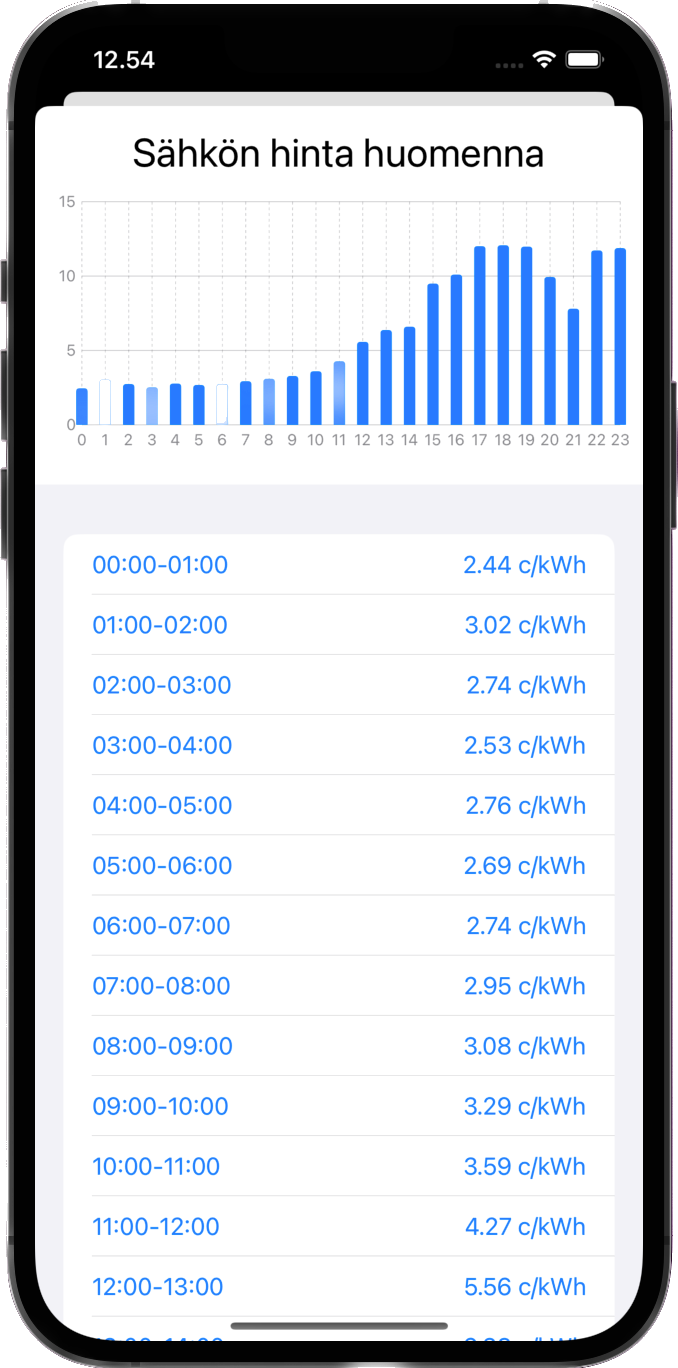 12.54
Sähkön hinta huomenna
15
10
5
0
0 1 2 3 4 5 6 7 8 9 10 11 12 13 14 15 16 17 18 19 20 21 22 23
00:00-01:00 2.44 c/kWh
01:00-02:00 3.02 c/kWh
02:00-03:00 2.74 c/kWh
03:00-04:00 2.53 c/kWh
04:00-05:00 2.76 c/kWh
05:00-06:00 2.69 c/kWh
06:00-07:00 2.74 c/kWh
07:00-08:00 2.95 c/kWh
08:00-09:00 3.08 c/kWh
09:00-10:00 3.29 c/kWh
10:00-11:00 3.59 c/kWh
11:00-12:00 4.27 c/kWh
12:00-13:00 5.56 c/kWh